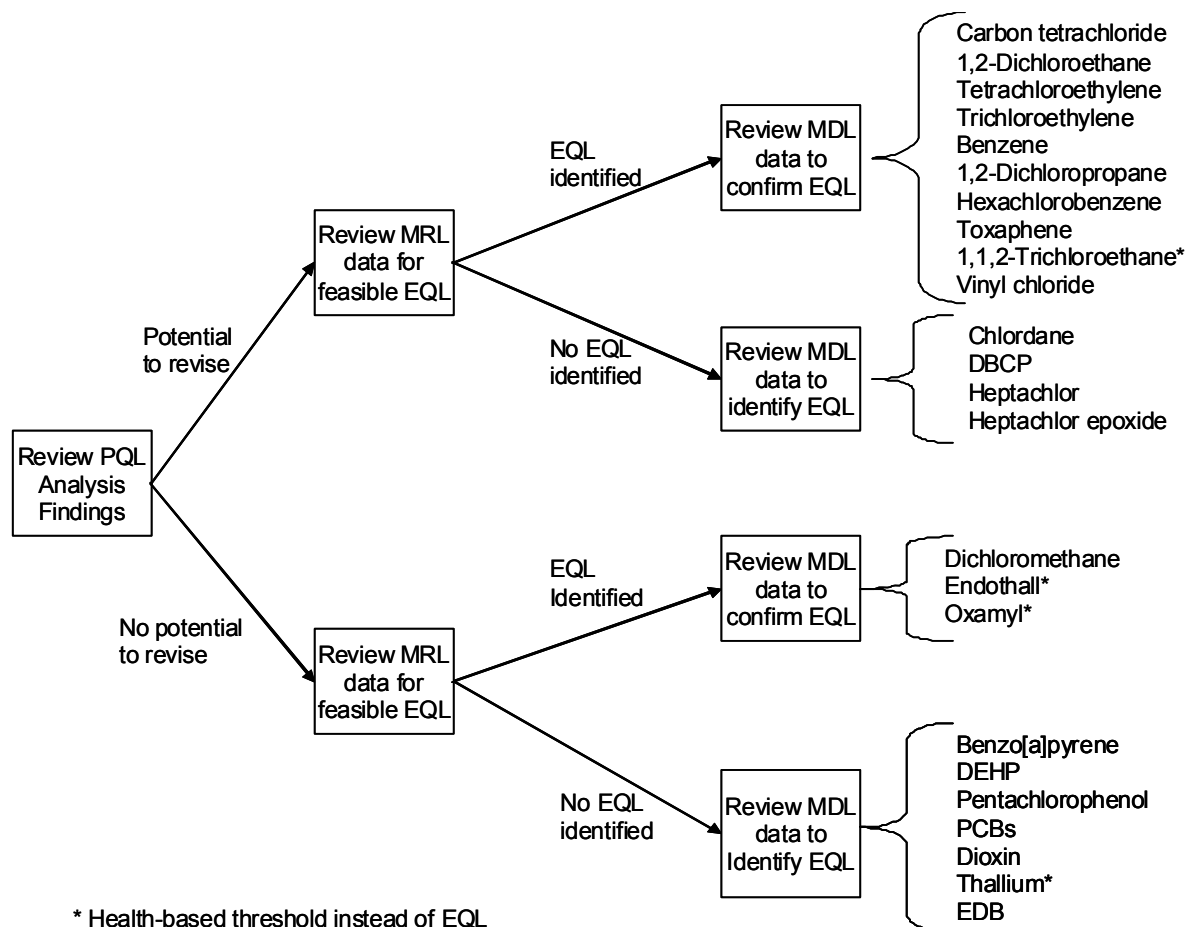 Carbon tetrachloride
1,2-Dichloroethane
Tetrachloroethylene
Trichloroethylene
Benzene
1,2-Dichloropropane
Hexachlorobenzene
Toxaphene
1,1,2-Trichloroethane*
Vinyl chloride
Review MDL
data to
confirm EQL
EQL
identified
Review MRL
data for
feasible EQL
Potential
to revise
No EQL
identified
Review MDL
data to
identify EQL
Chlordane
DBCP
Heptachlor
Heptachlor epoxide
Review PQL
Analysis
Findings
No potential
to revise
Review MRL
data for
feasible EQL
EQL
Identified
Review MDL
data to
confirm EQL
Dichloromethane
Endothall*
Oxamyl*
No EQL
identified
Review MDL
data to
Identify EQL
Benzo[a]pyrene
DEHP
Pentachlorophenol
PCBs
Dioxin
Thallium*
EDB
* Health-based threshold instead of EQL